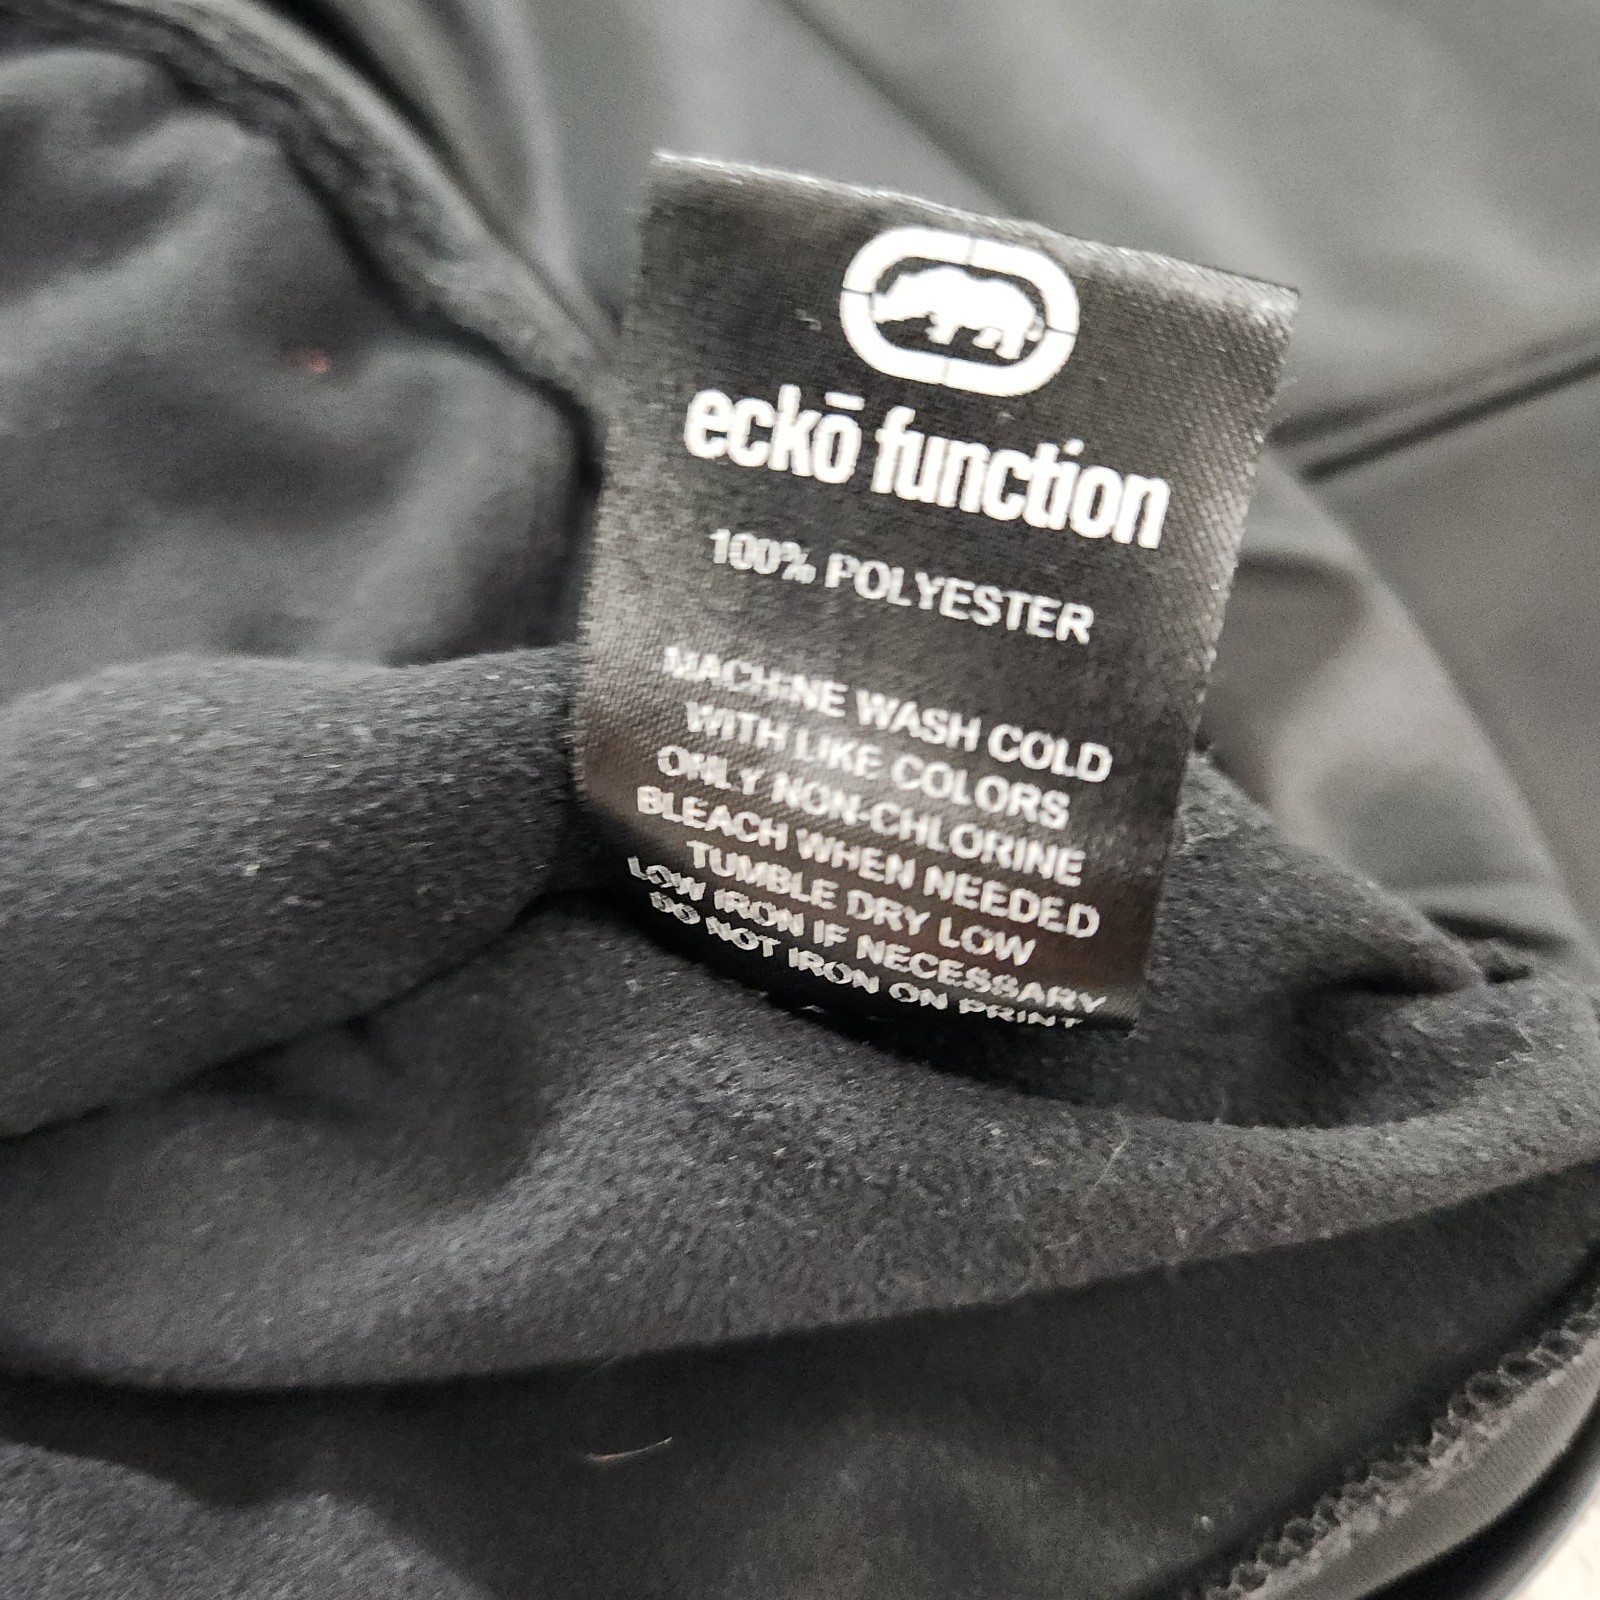 eckō function
100% POLYESTER
MACHINE WASH COLD
WITH LIKE COLORS
ONLY NON-CHLORINE
BLEACH WHEN NEEDED
TUMBLE DRY LOW
LOW IRON IF NECESSARY
DO NOT IRON ON PRINT